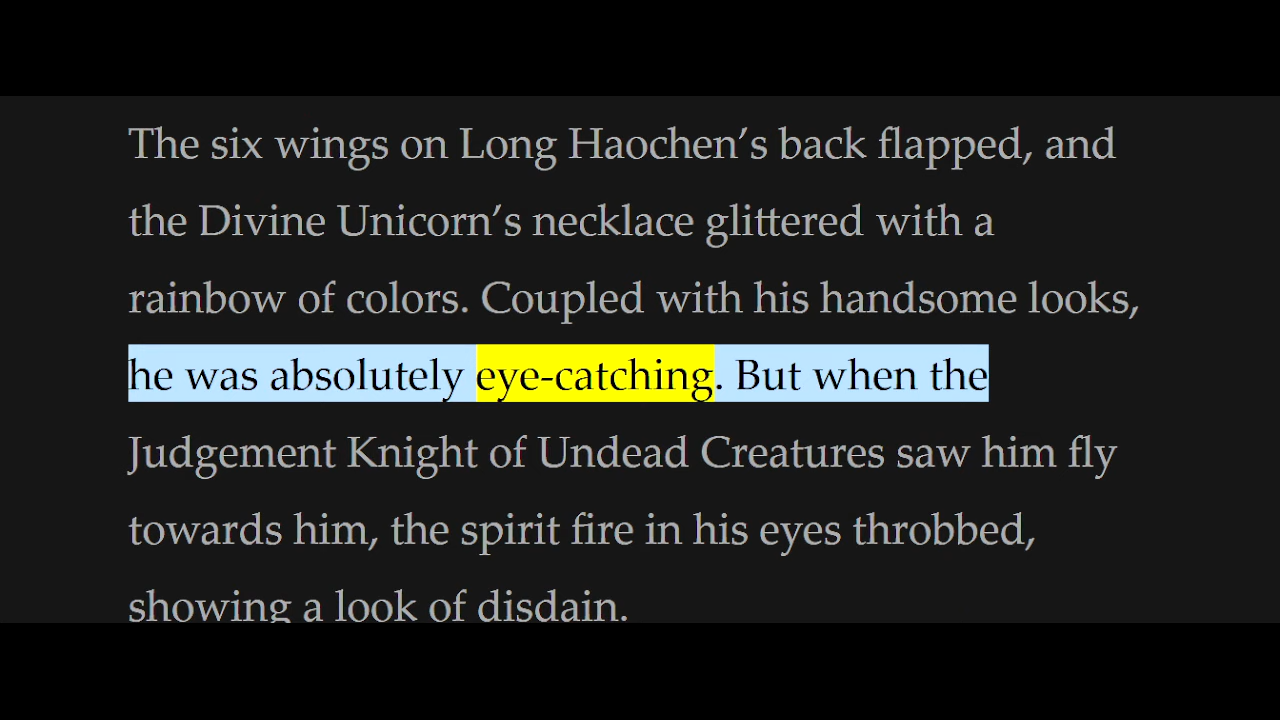 The six wings on Long Haochen’s back flapped, and
the Divine Unicorn’s necklace glittered with a
rainbow of colors. Coupled with his handsome looks,
he was absolutely eye-catching. But when the
Judgement Knight of Undead Creatures saw him fly
towards him, the spirit fire in his eyes throbbed,
showing a look of disdain.